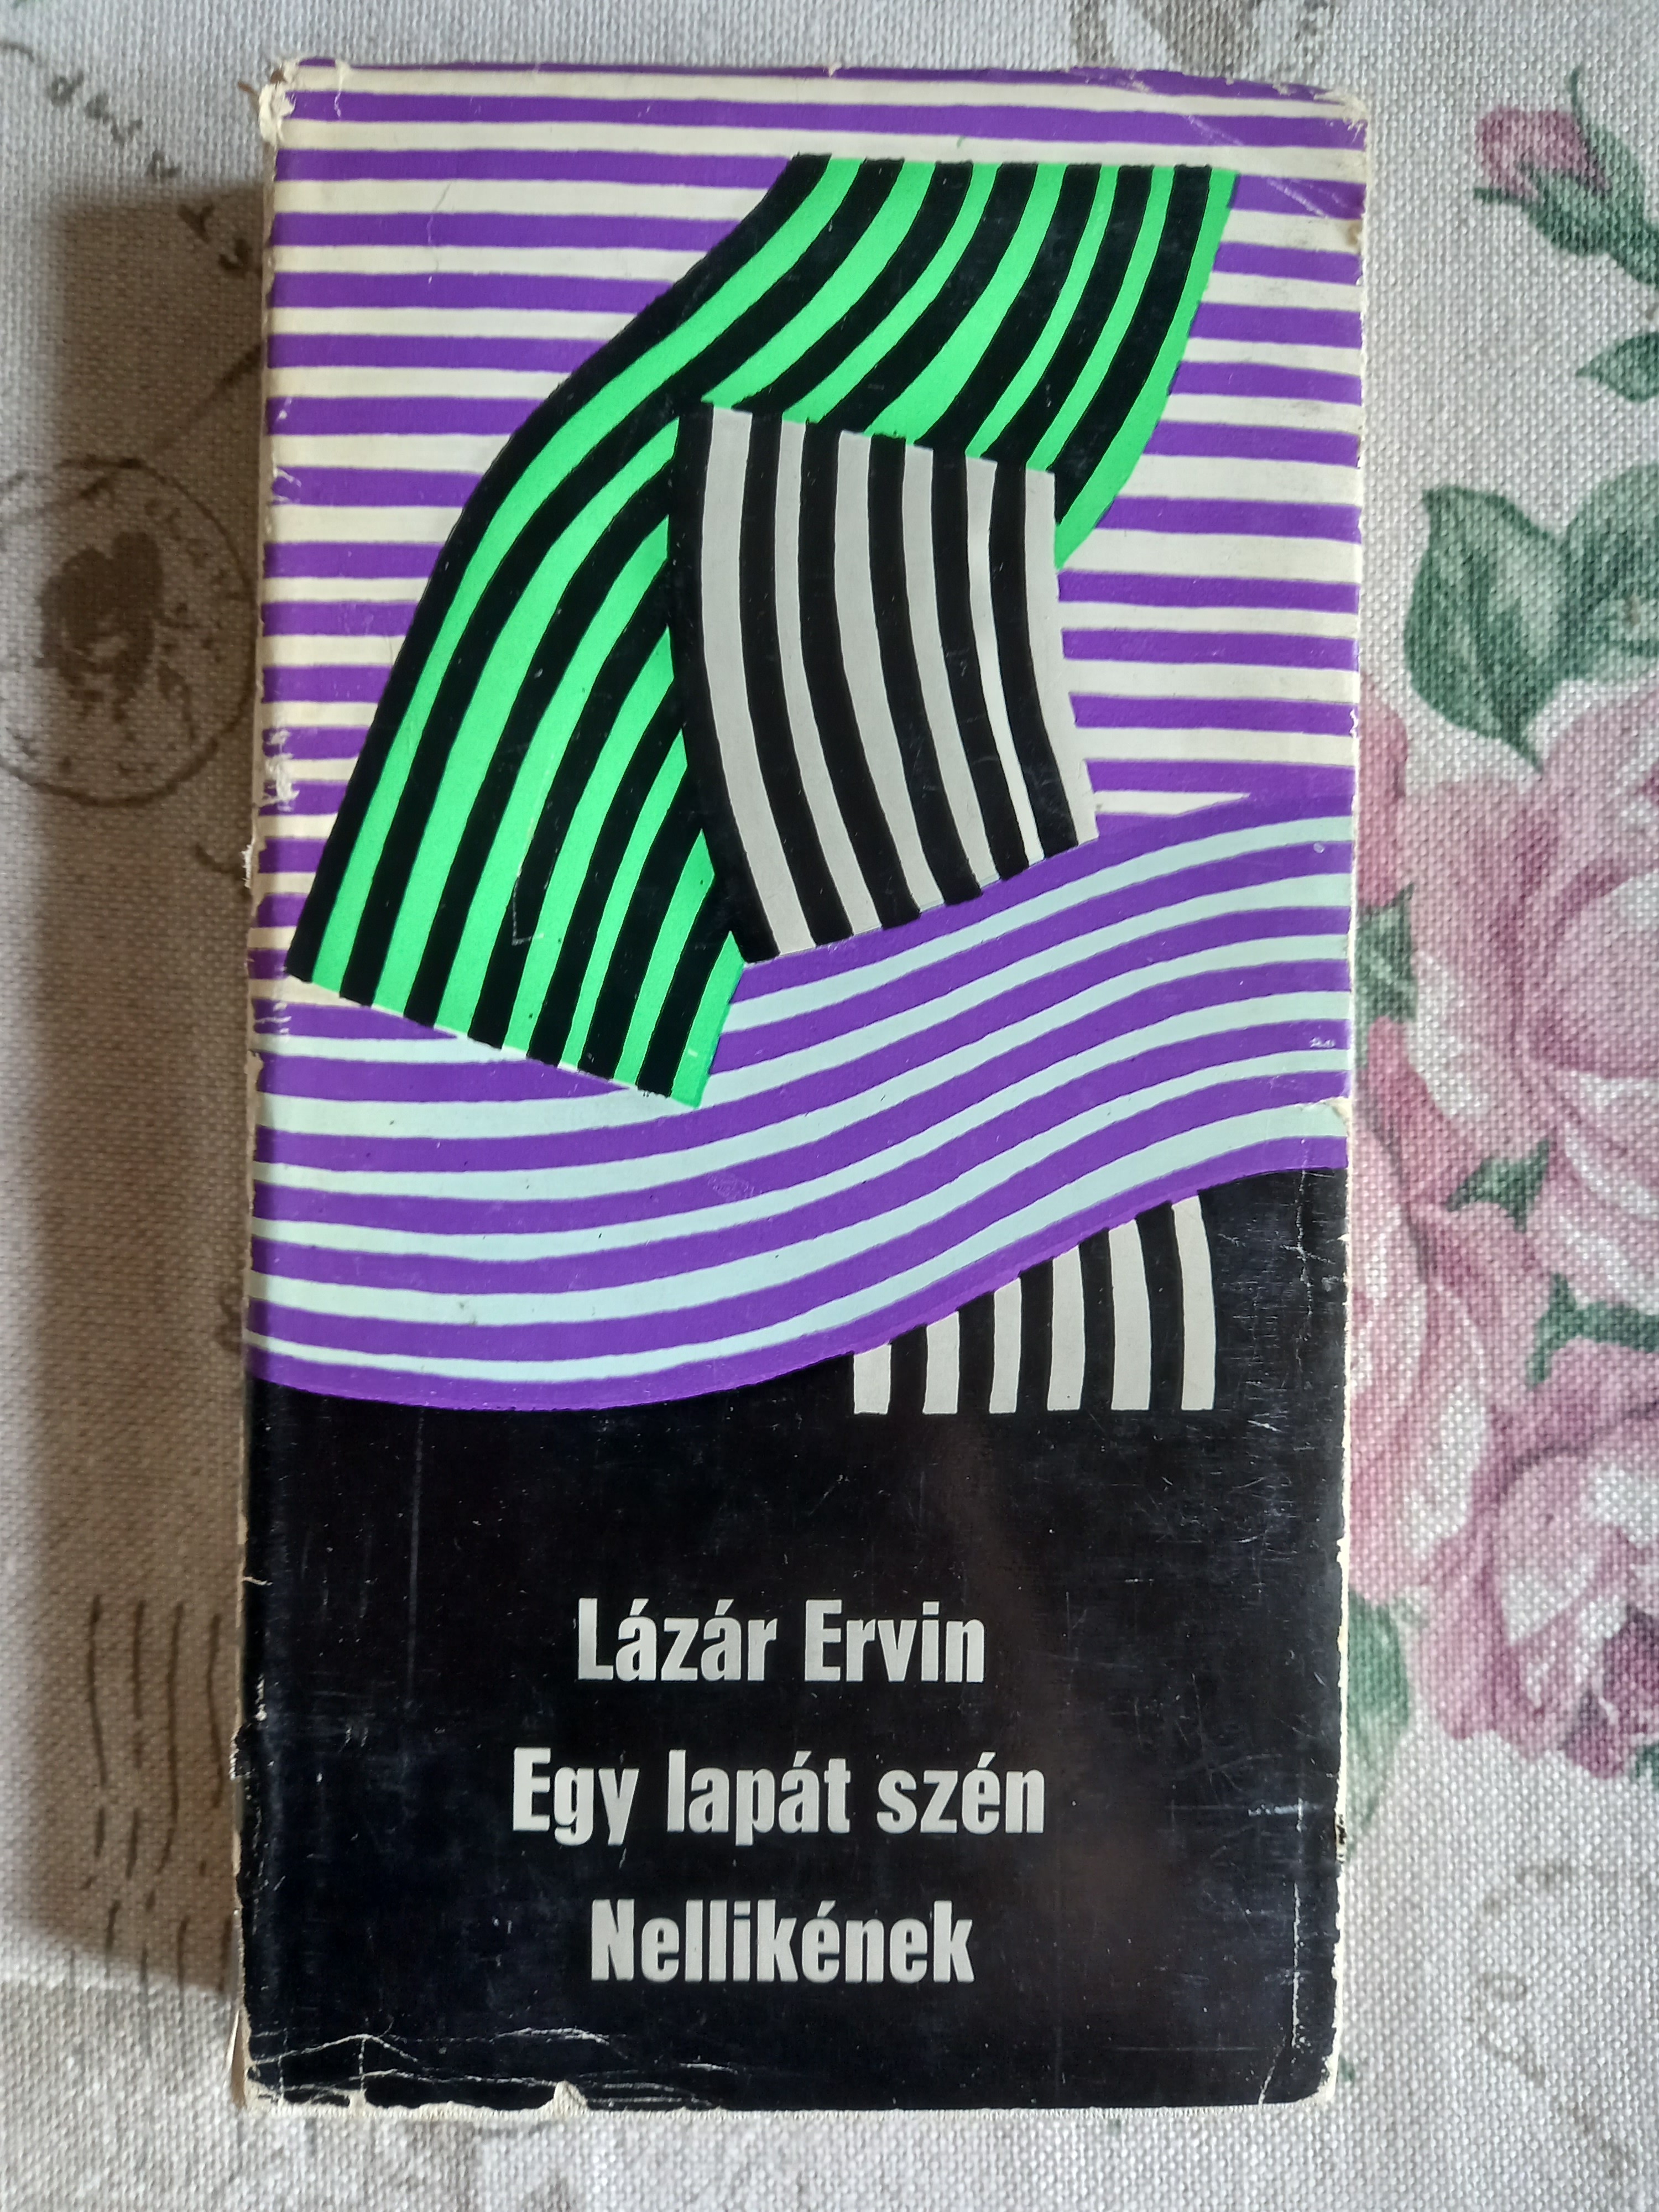 Lázár Ervin
Egy lapát szén
Nellikének